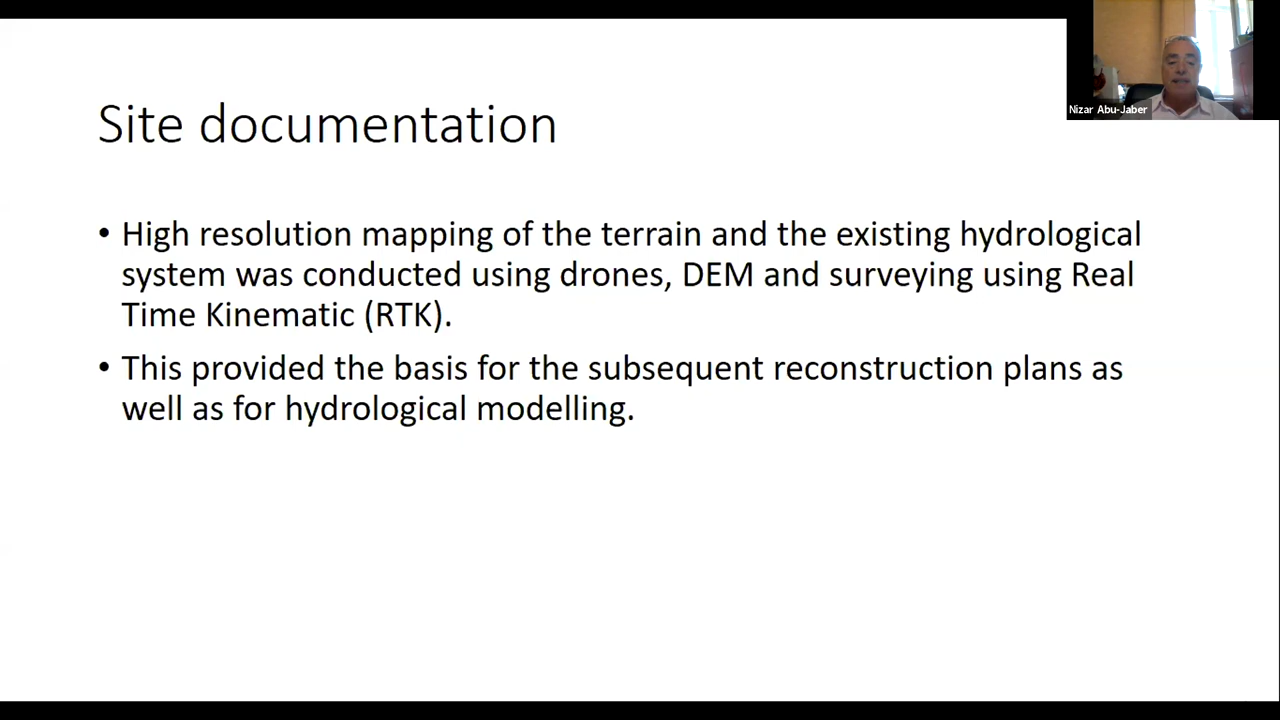 Site documentation
• High resolution mapping of the terrain and the existing hydrological
system was conducted using drones, DEM and surveying using Real
Time Kinematic (RTK).
• This provided the basis for the subsequent reconstruction plans as
well as for hydrological modelling.
Nizar Abu-Jaber